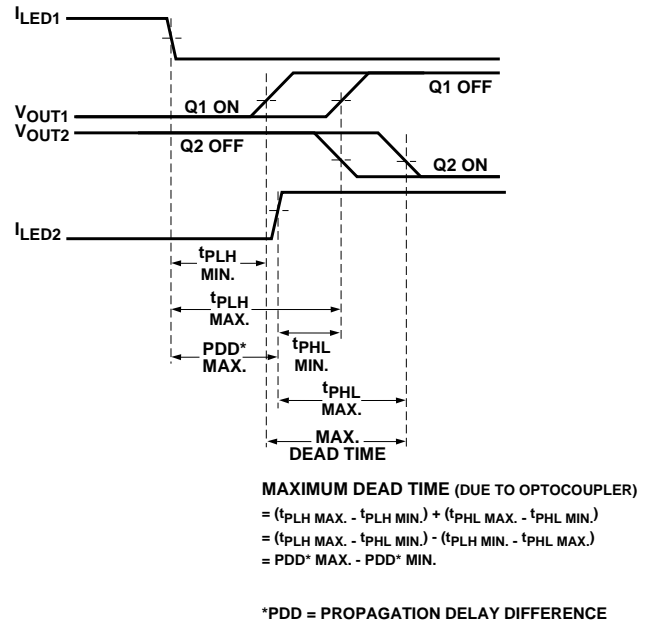 ILED1
Q1 OFF
VOUT1 Q1 ON
VOUT2
Q2 OFF
Q2 ON
ILED2
tPLH
MIN.
tPLH
MAX.
PDD* tPHL
MAX. MIN.
tPHL
MAX.
MAX.
DEAD TIME
MAXIMUM DEAD TIME (DUE TO OPTOCOUPLER)
= (tPLH MAX. - tPLH MIN.) + (tPHL MAX. - tPHL MIN.)
= (tPLH MAX. - tPHL MIN.) - (tPLH MIN. - tPHL MAX.)
= PDD* MAX. - PDD* MIN.
*PDD = PROPAGATION DELAY DIFFERENCE